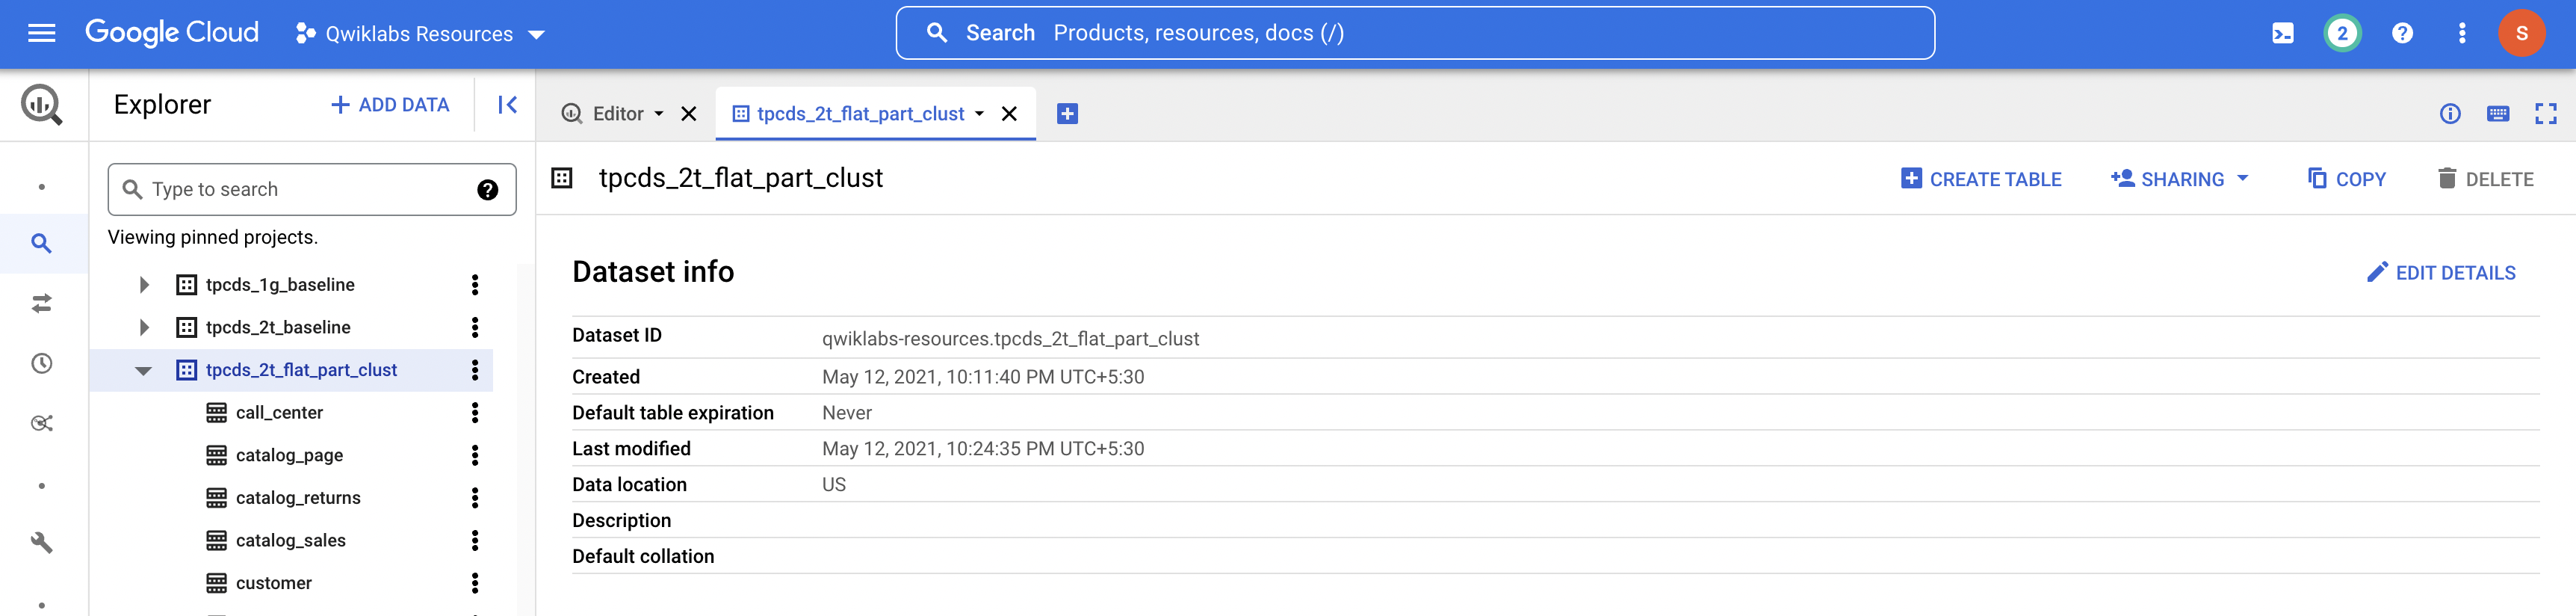 Google Cloud
Qwiklabs Resources
Search Products, resources, docs (/)
2
?
S
Explorer
+ ADD DATA
Editor
tpcds_2t_flat_part_clust
Type to search
?
Viewing pinned projects.
tpcds_1g_baseline
tpcds_2t_baseline
tpcds_2t_flat_part_clust
call_center
catalog_page
catalog_returns
catalog_sales
customer
tpcds_2t_flat_part_clust
CREATE TABLE
SHARING
COPY
DELETE
Dataset info
EDIT DETAILS
Dataset ID qwiklabs-resources.tpcds_2t_flat_part_clust
Created May 12, 2021, 10:11:40 PM UTC+5:30
Default table expiration Never
Last modified May 12, 2021, 10:24:35 PM UTC+5:30
Data location US
Description
Default collation